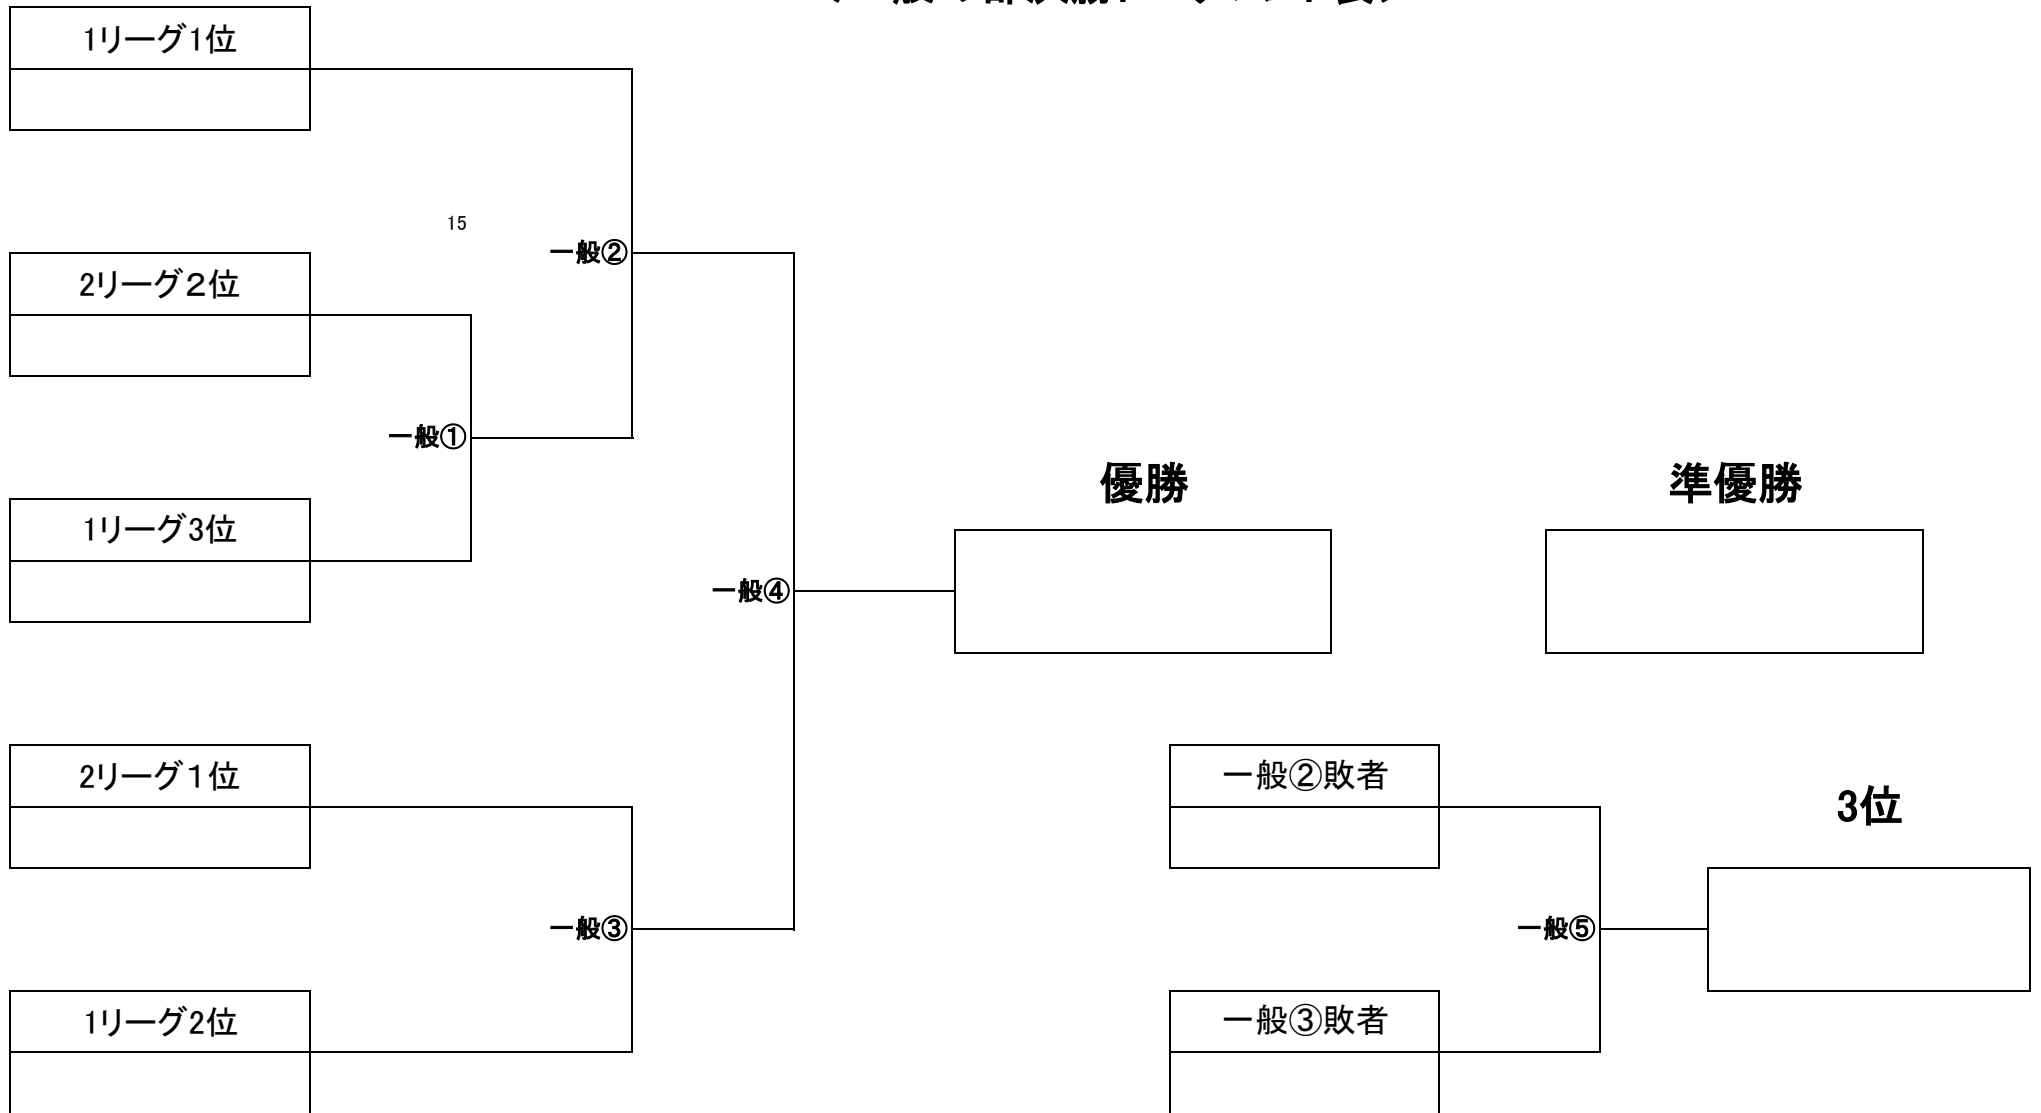 1リーグ1位
15
一般②
2リーグ２位
一般①
優勝
準優勝
1リーグ3位
一般④
2リーグ１位
一般②敗者
3位
一般③
一般⑤
1リーグ2位
一般③敗者